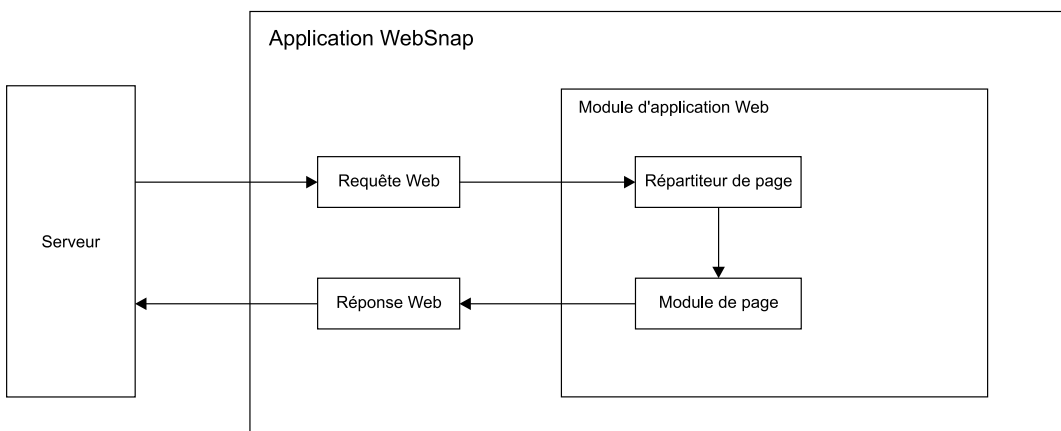 Application WebSnap
Module d'application Web
Requête Web
Répartiteur de page
Serveur
Réponse Web
Module de page